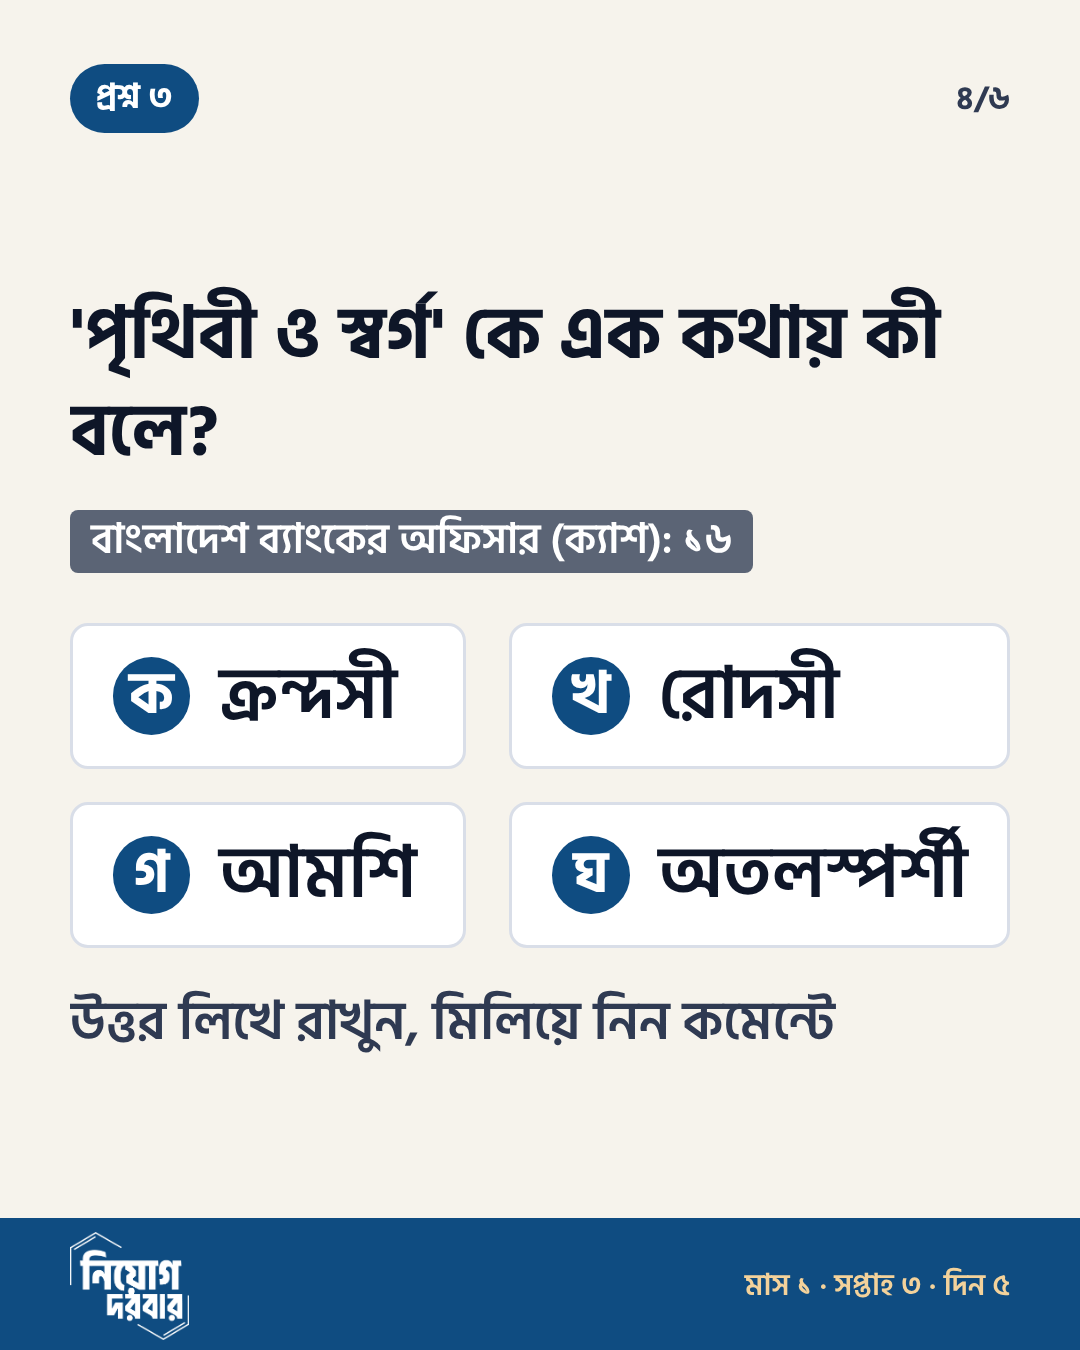 প্রশ্ন ৩
৪/৬
'পৃথিবী ও স্বর্গ' কে এক কথায় কী
বলে?
বাংলাদেশ ব্যাংকের অফিসার (ক্যাশ): ১৬
ক ক্রন্দসী
খ রোদসী
গ আমশি
ঘ অতলস্পর্শী
উত্তর লিখে রাখুন, মিলিয়ে নিন কমেন্টে
নিয়োগ
দরবার
মাস ১ · সপ্তাহ ৩ · দিন ৫